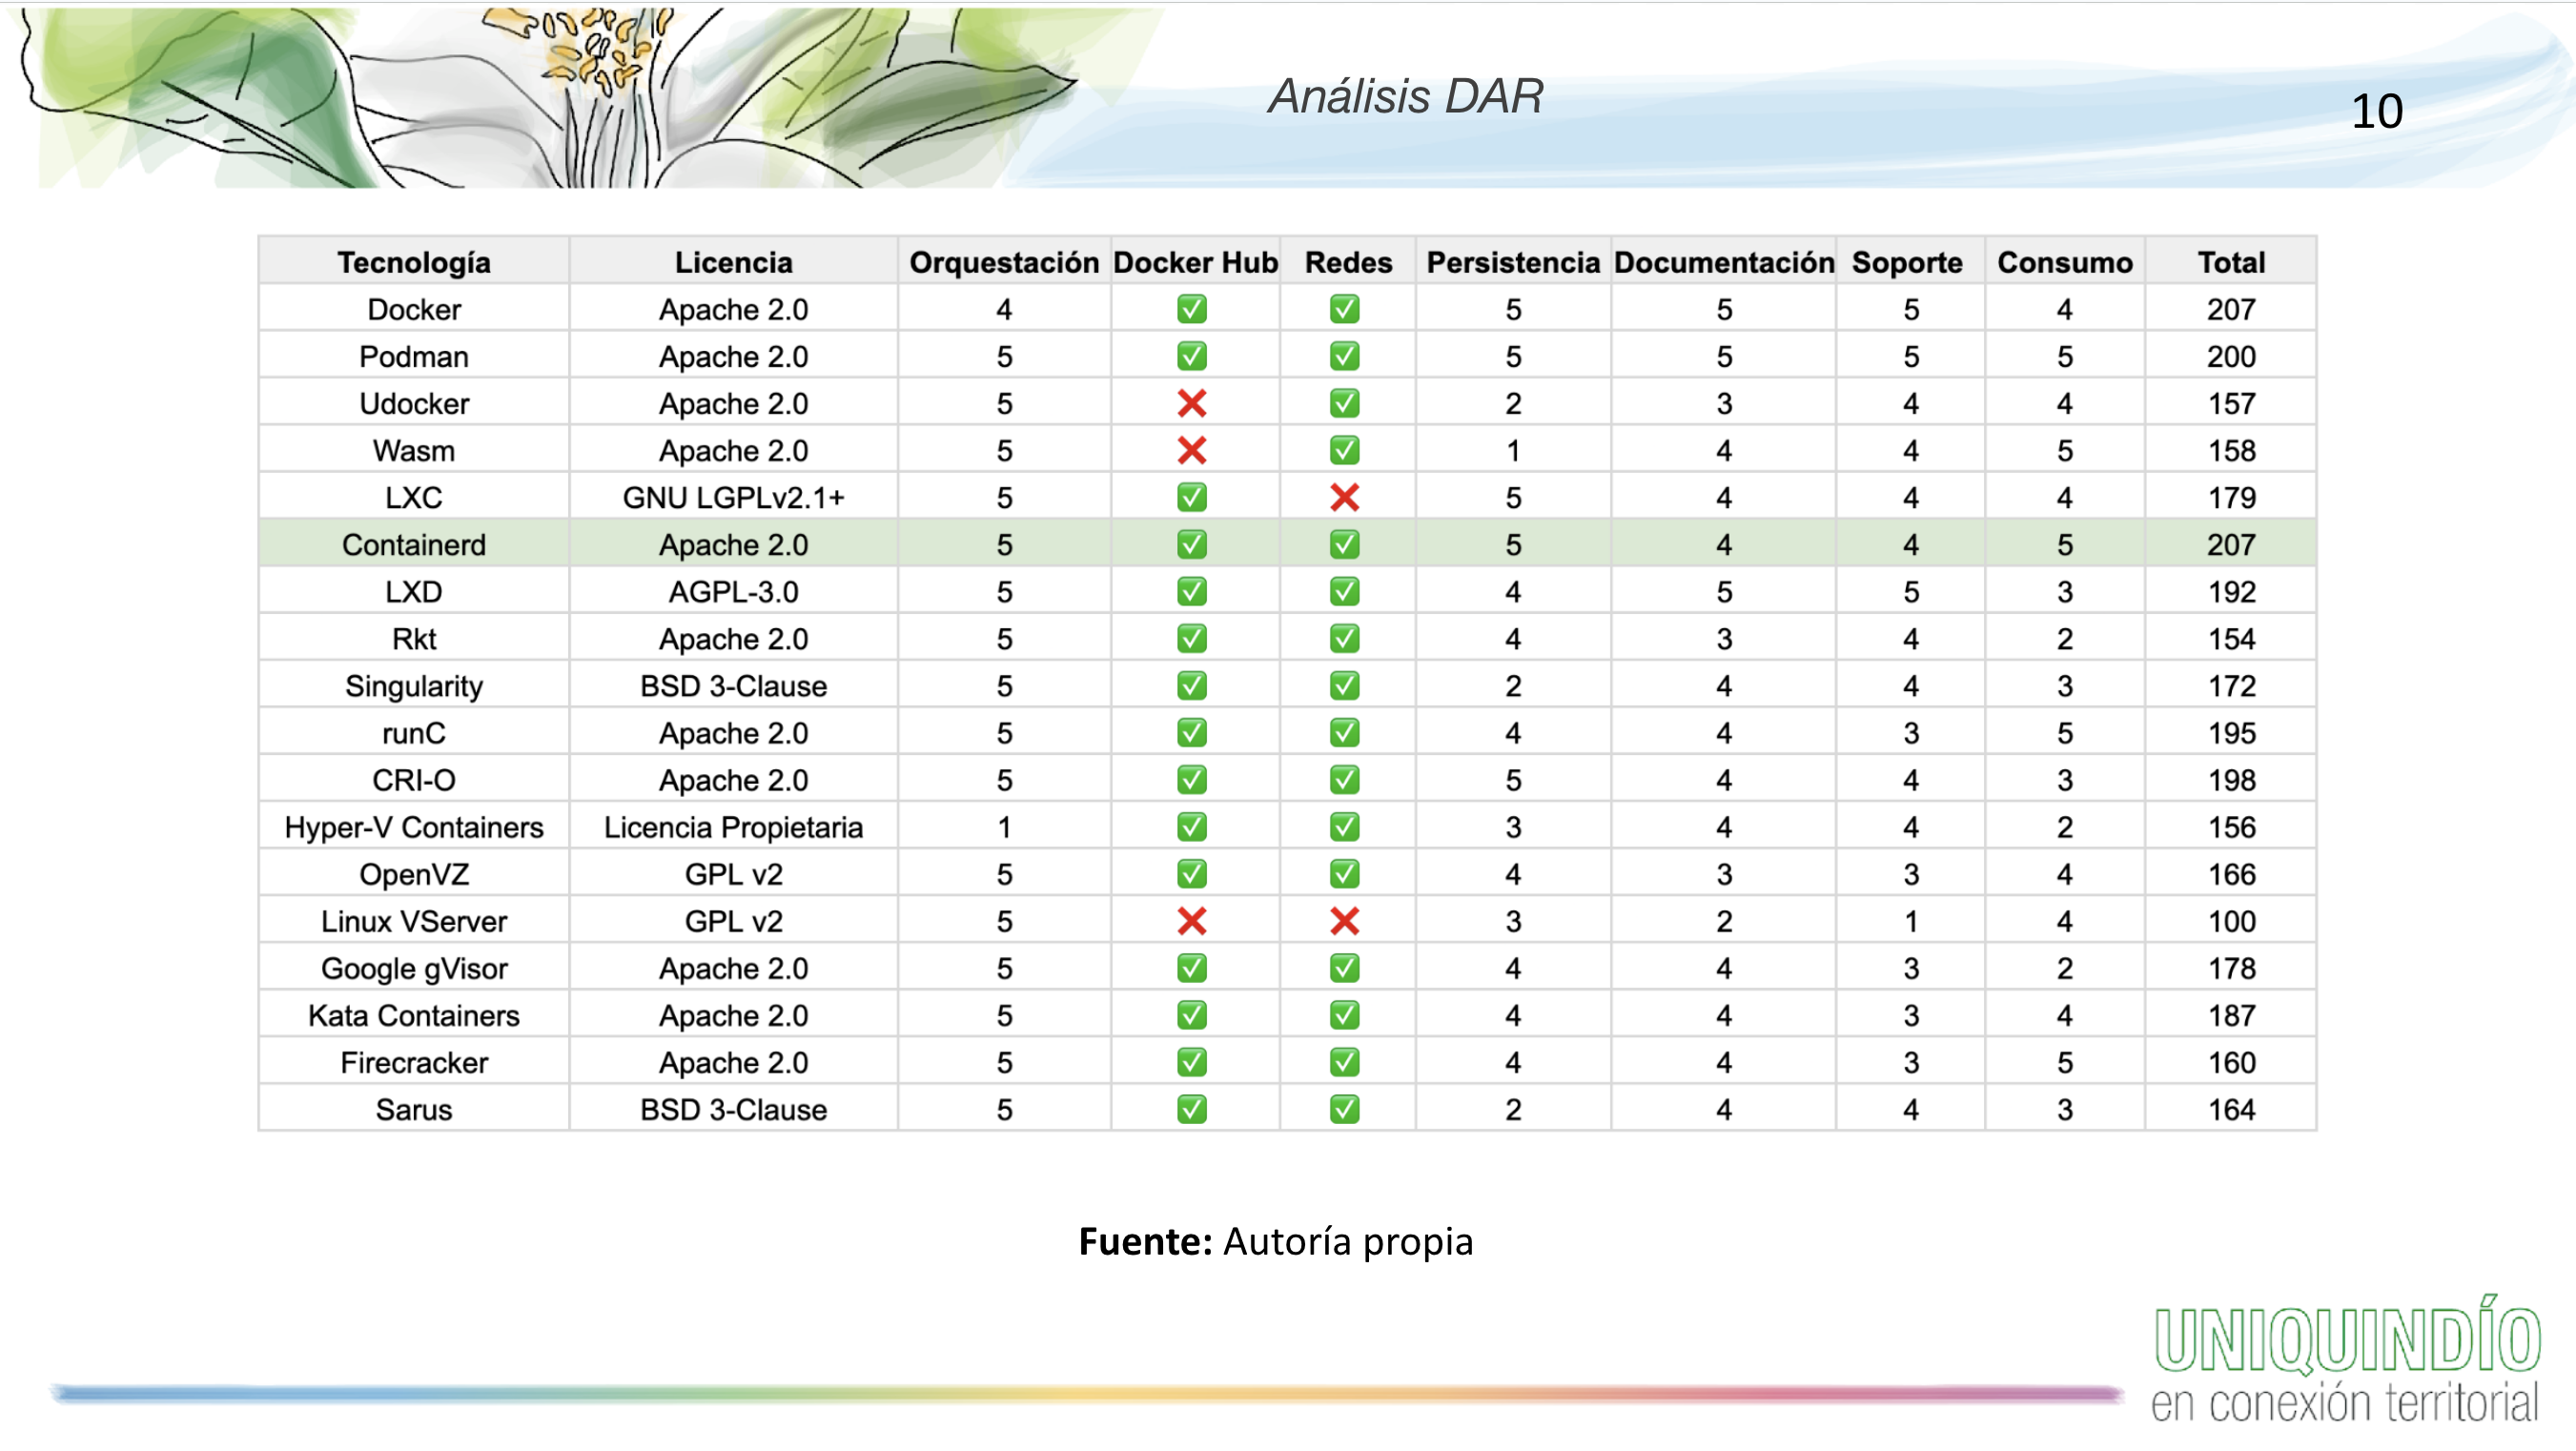 Análisis DAR
10
Tecnología Licencia Orquestación Docker Hub Redes Persistencia Documentación Soporte Consumo Total
Docker Apache 2.0 4 ✅ ✅ 5 5 5 4 207
Podman Apache 2.0 5 ✅ ✅ 5 5 5 5 200
Udocker Apache 2.0 5 ❌ ✅ 2 3 4 4 157
Wasm Apache 2.0 5 ❌ ✅ 1 4 4 5 158
LXC GNU LGPLv2.1+ 5 ✅ ❌ 5 4 4 4 179
Containerd Apache 2.0 5 ✅ ✅ 5 4 4 5 207
LXD AGPL-3.0 5 ✅ ✅ 4 5 5 3 192
Rkt Apache 2.0 5 ✅ ✅ 4 3 4 2 154
Singularity BSD 3-Clause 5 ✅ ✅ 2 4 4 3 172
runC Apache 2.0 5 ✅ ✅ 4 4 3 5 195
CRI-O Apache 2.0 5 ✅ ✅ 5 4 4 3 198
Hyper-V Containers Licencia Propietaria 1 ✅ ✅ 3 4 4 2 156
OpenVZ GPL v2 5 ✅ ✅ 4 3 3 4 166
Linux VServer GPL v2 5 ❌ ❌ 3 2 1 4 100
Google gVisor Apache 2.0 5 ✅ ✅ 4 4 3 2 178
Kata Containers Apache 2.0 5 ✅ ✅ 4 4 3 4 187
Firecracker Apache 2.0 5 ✅ ✅ 4 4 3 5 160
Sarus BSD 3-Clause 5 ✅ ✅ 2 4 4 3 164
Fuente: Autoría propia
UNIQUINDÍO
en conexión territorial